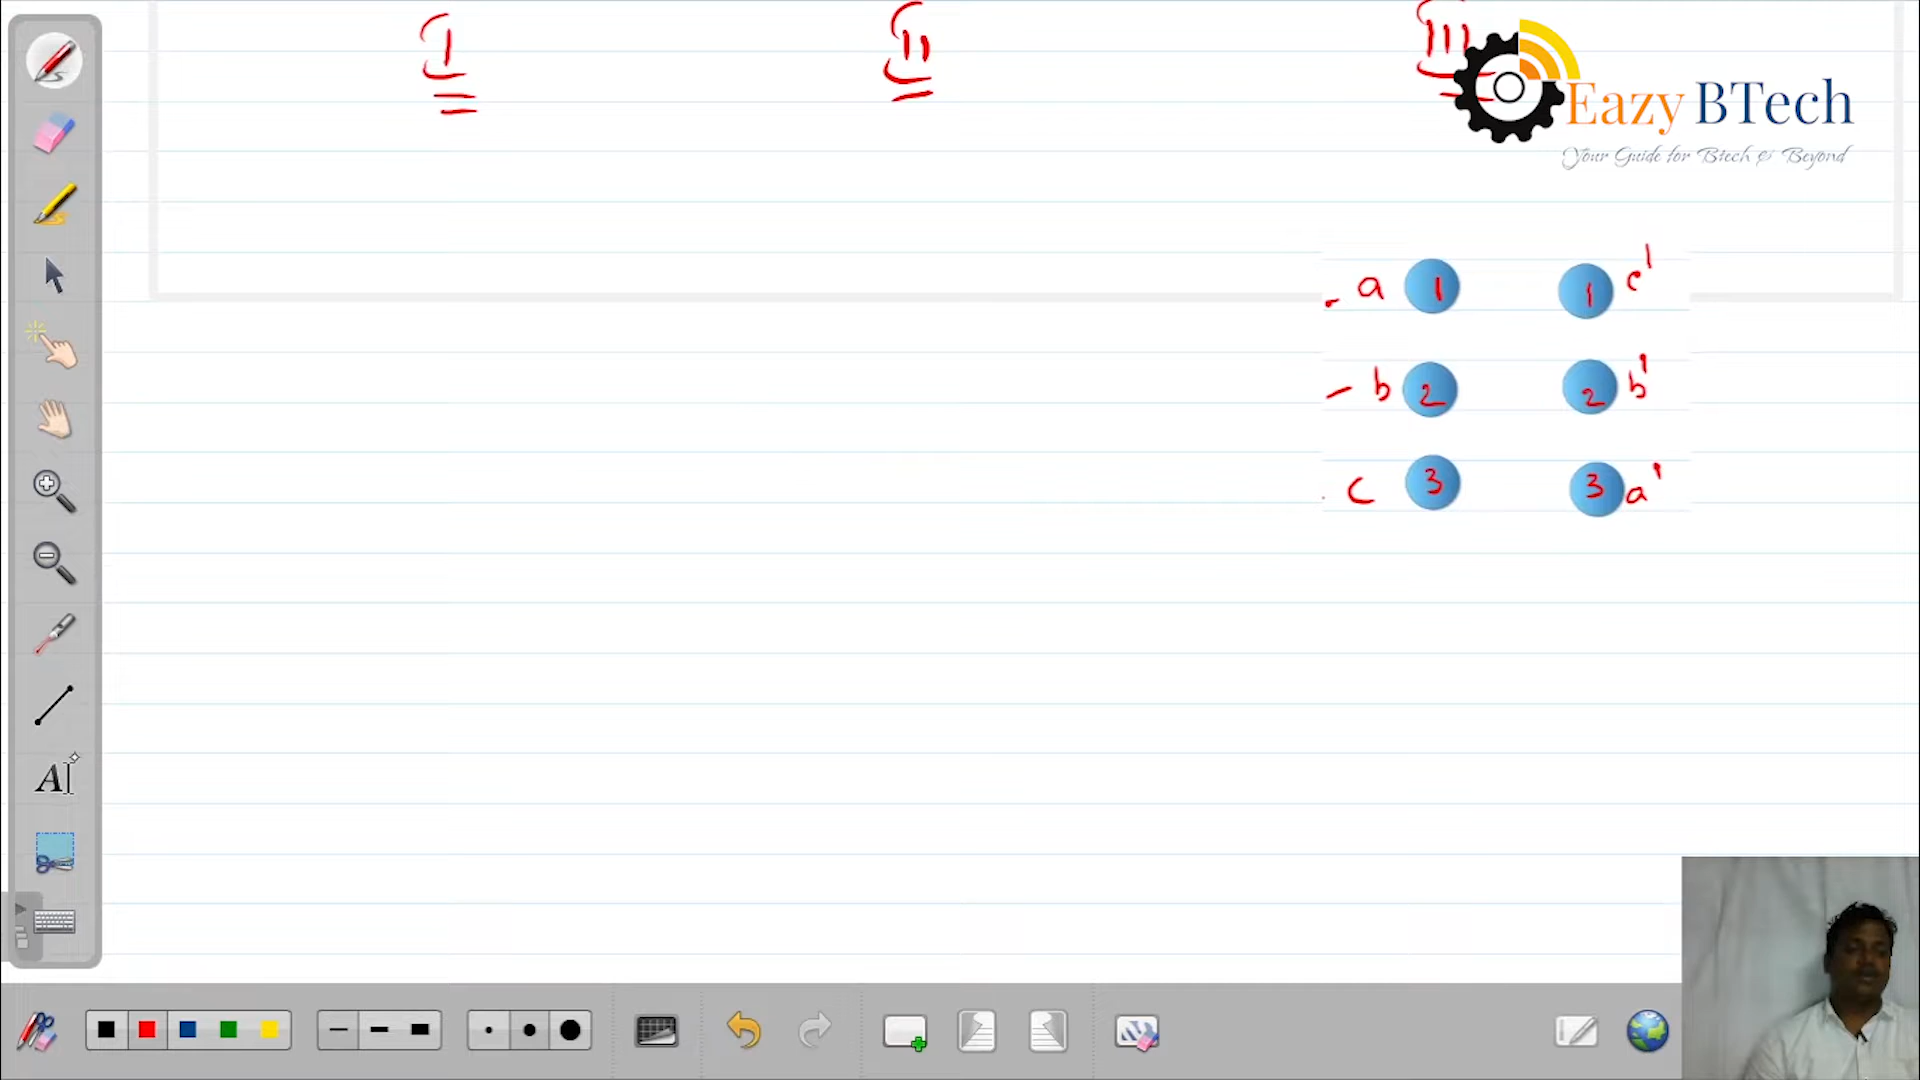 I II III
Eazy BTech
Your Guide for Btech & Beyond
a 1 1 c'
b 2 2 b'
c 3 3 a'
A